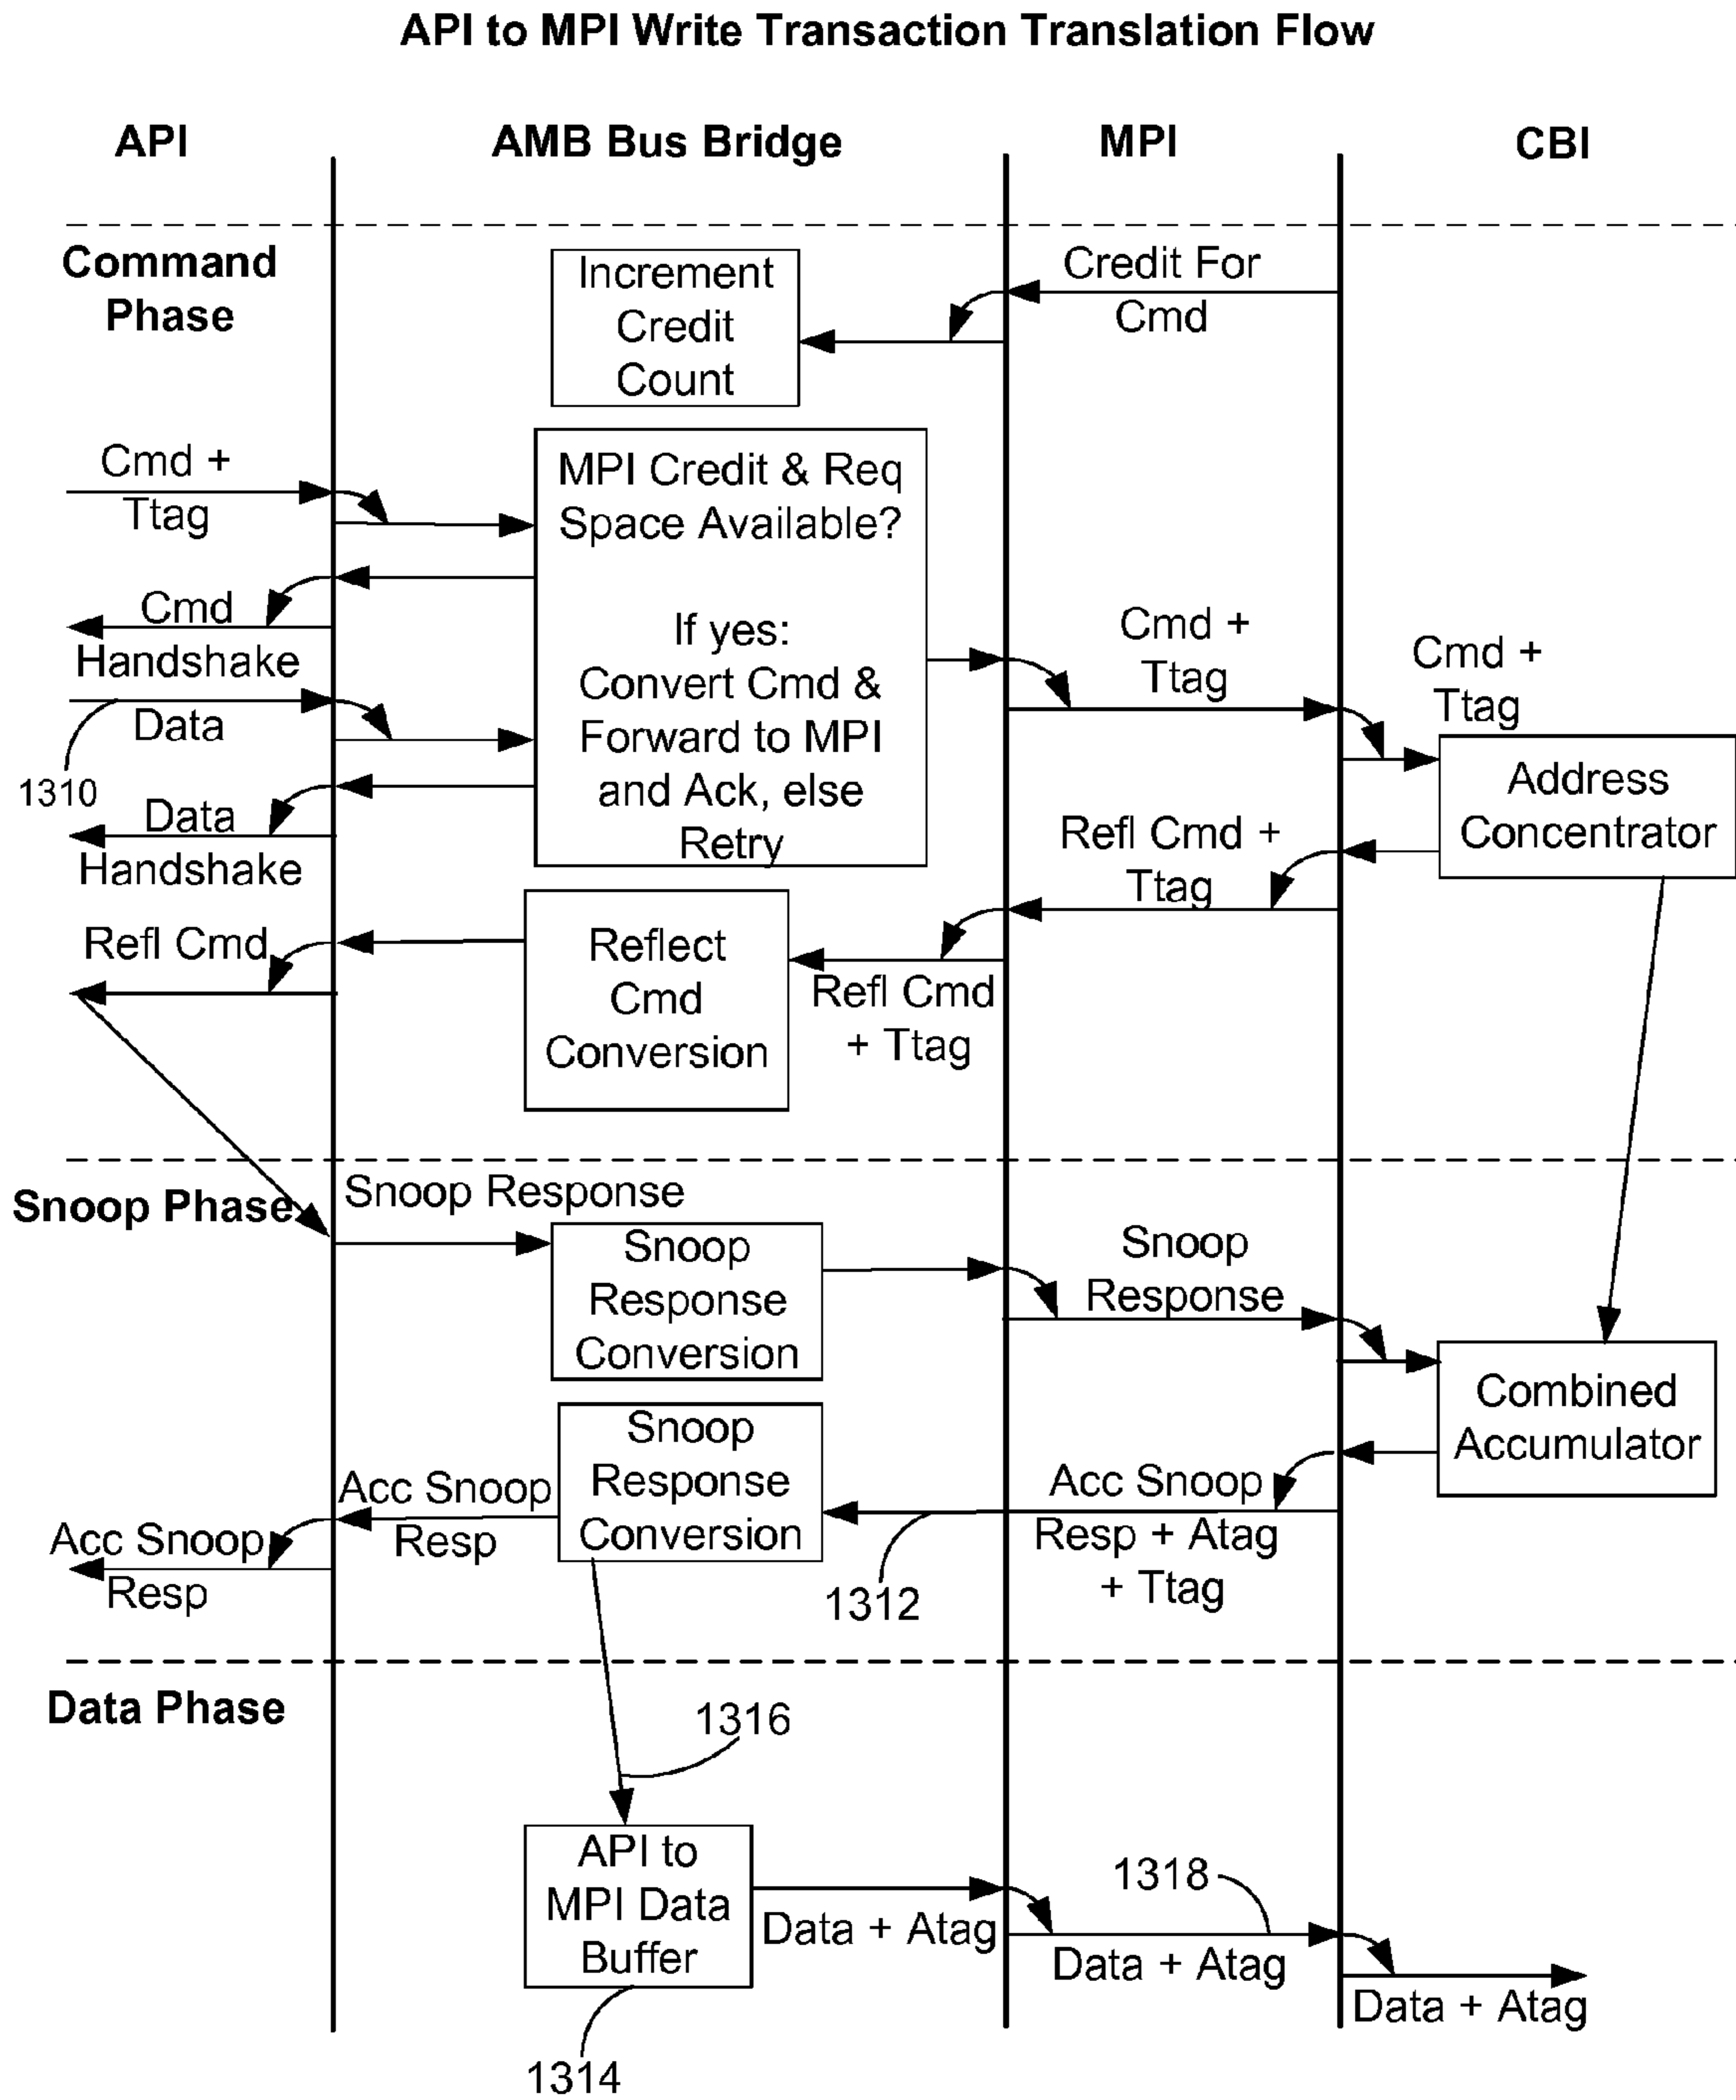 API to MPI Write Transaction Translation Flow
API
AMB Bus Bridge
MPI
CBI
Command
Phase
Increment
Credit
Count
Credit For
Cmd
Cmd +
Ttag
MPI Credit & Req
Space Available?
If yes:
Convert Cmd &
Forward to MPI
and Ack, else
Retry
Cmd
Handshake
Data
1310
Data
Handshake
Cmd +
Ttag
Cmd +
Ttag
Address
Concentrator
Refl Cmd +
Ttag
Refl Cmd
Reflect
Cmd
Conversion
Refl Cmd
+ Ttag
Snoop Phase
Snoop Response
Snoop
Response
Conversion
Snoop
Response
Combined
Accumulator
Snoop
Response
Conversion
Acc Snoop
Resp + Atag
+ Ttag
1312
Acc Snoop
Resp
Acc Snoop
Resp
Data Phase
1316
API to
MPI Data
Buffer
1314
Data + Atag
1318
Data + Atag
Data + Atag